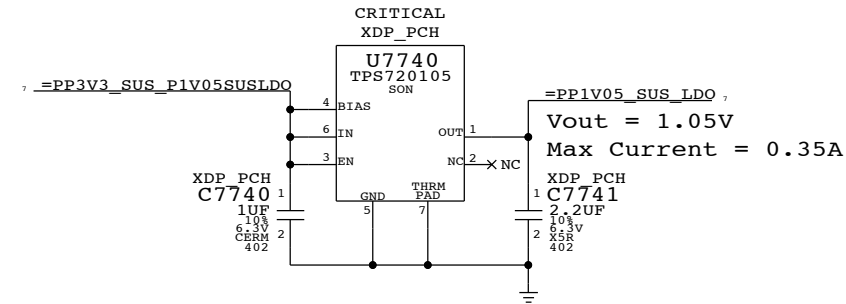 CRITICAL
XDP_PCH
U7740
TPS720105
SON
7 =PP3V3_SUS_P1V05SUSLDO
=PP1V05_SUS_LDO 7
Vout = 1.05V
Max Current = 0.35A
4 BIAS
6 IN
3 EN
OUT 1
NC 2 NC
GND
5
THRM
PAD
7
XDP_PCH
C7740 1
1UF
10%
6.3V
CERM
402
2
XDP_PCH
1 C7741
2.2UF
10%
6.3V
2 X5R
402